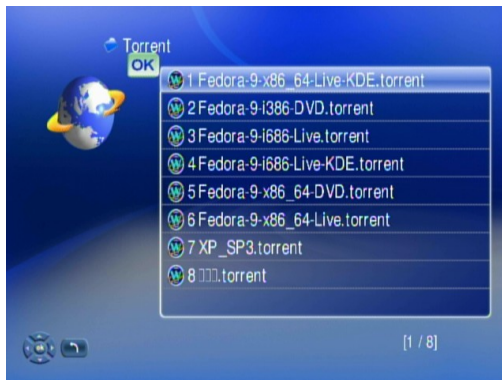 Torrent
OK
1 Fedora-9-x86_64-Live-KDE.torrent
2 Fedora-9-i386-DVD.torrent
3 Fedora-9-i686-Live.torrent
4 Fedora-9-i686-Live-KDE.torrent
5 Fedora-9-x86_64-DVD.torrent
6 Fedora-9-x86_64-Live.torrent
7 XP_SP3.torrent
8 □□□.torrent
[1 / 8]